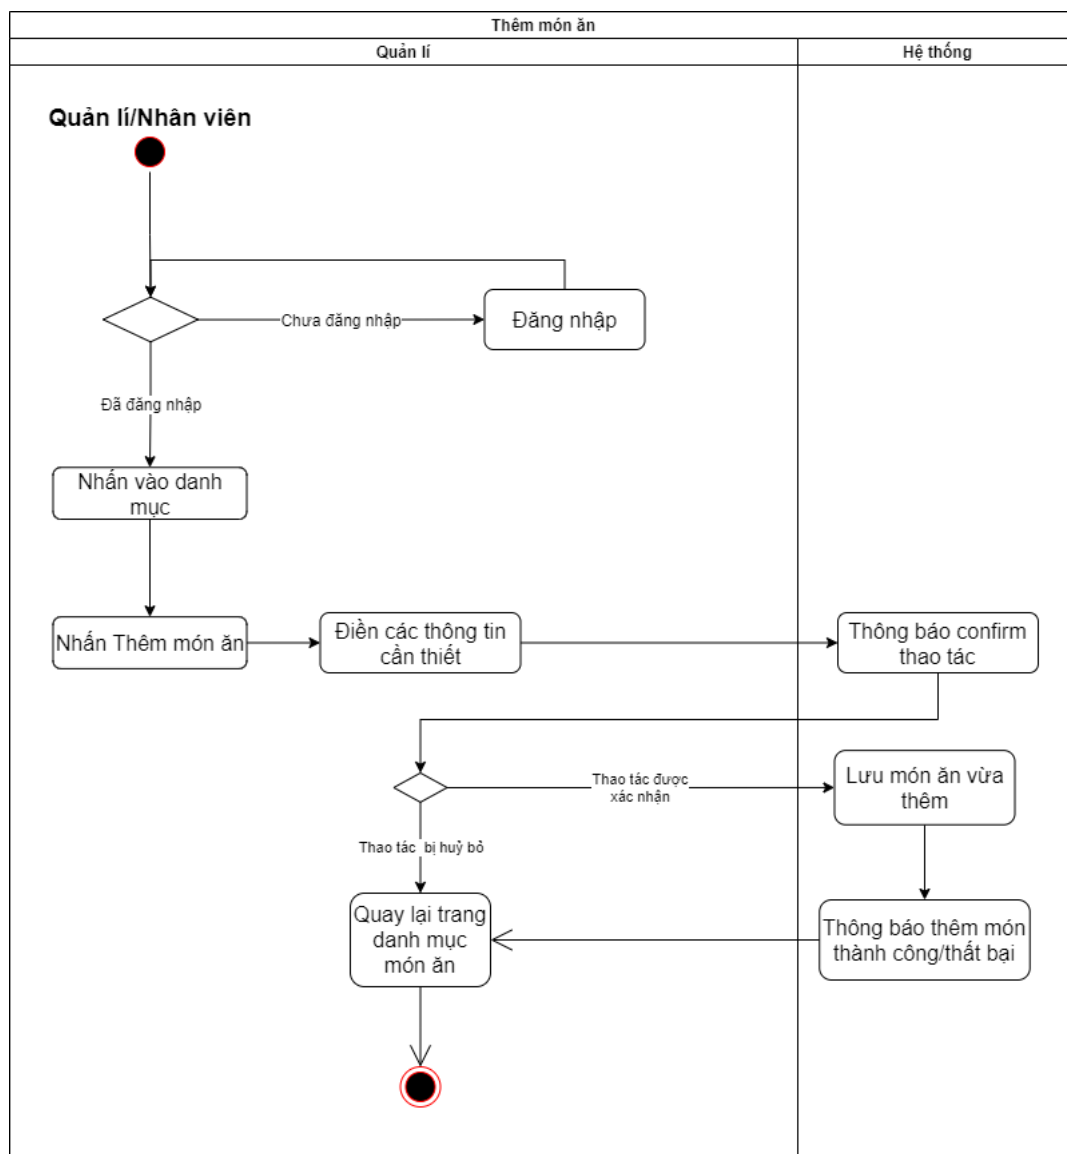 Thêm món ăn
Quản lí
Hệ thống
Quản lí/Nhân viên
Chưa đăng nhập
Đăng nhập
Đã đăng nhập
Nhấn vào danh
mục
Nhấn Thêm món ăn
Điền các thông tin
cần thiết
Thông báo confirm
thao tác
Thao tác được
xác nhận
Lưu món ăn vừa
thêm
Thao tác bị huỷ bỏ
Quay lại trang
danh mục
món ăn
Thông báo thêm món
thành công/thất bại